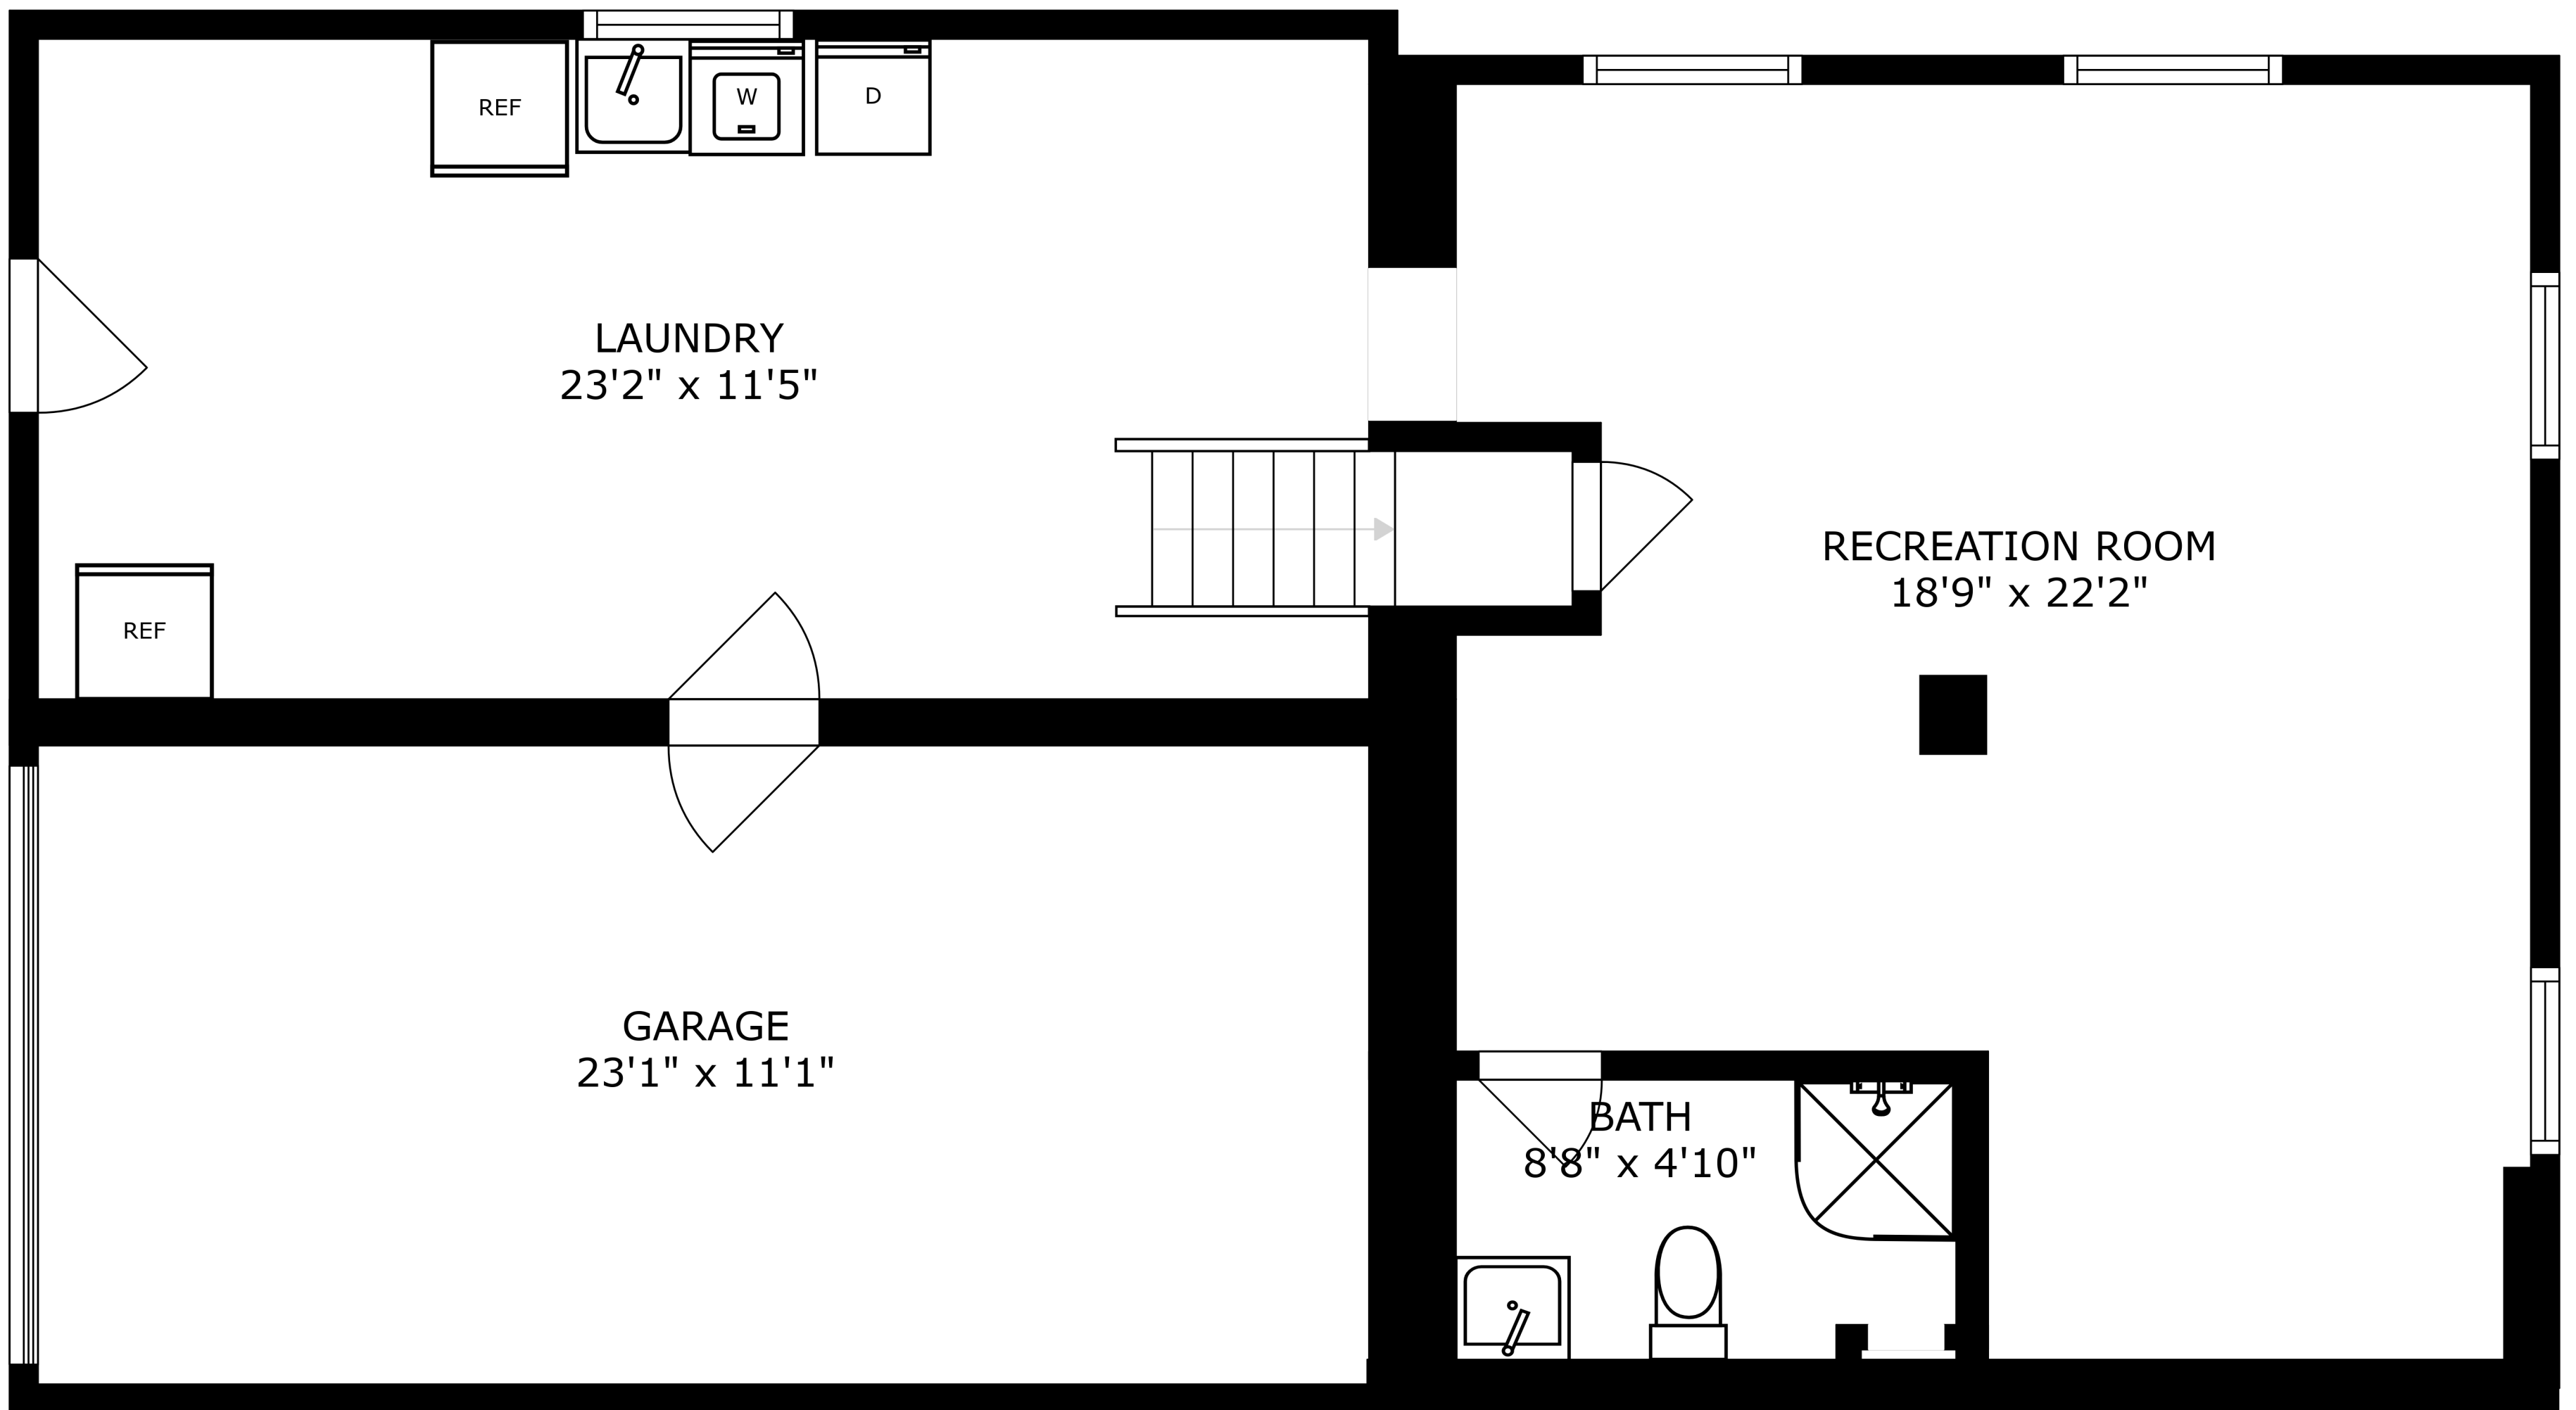 REF
W
D
LAUNDRY
23'2" x 11'5"
RECREATION ROOM
18'9" x 22'2"
REF
GARAGE
23'1" x 11'1"
BATH
8'8" x 4'10"